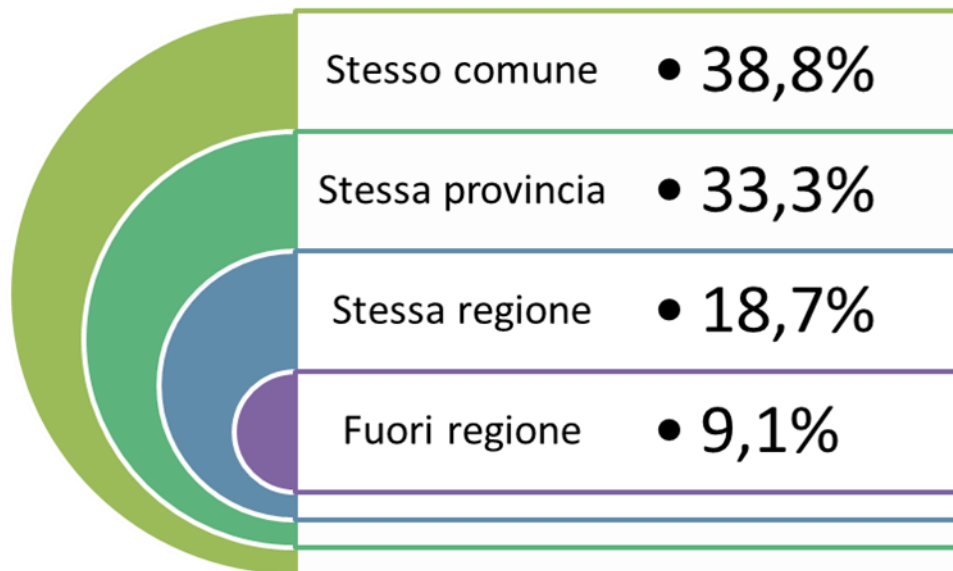 Stesso comune • 38,8%
Stessa provincia • 33,3%
Stessa regione • 18,7%
Fuori regione • 9,1%